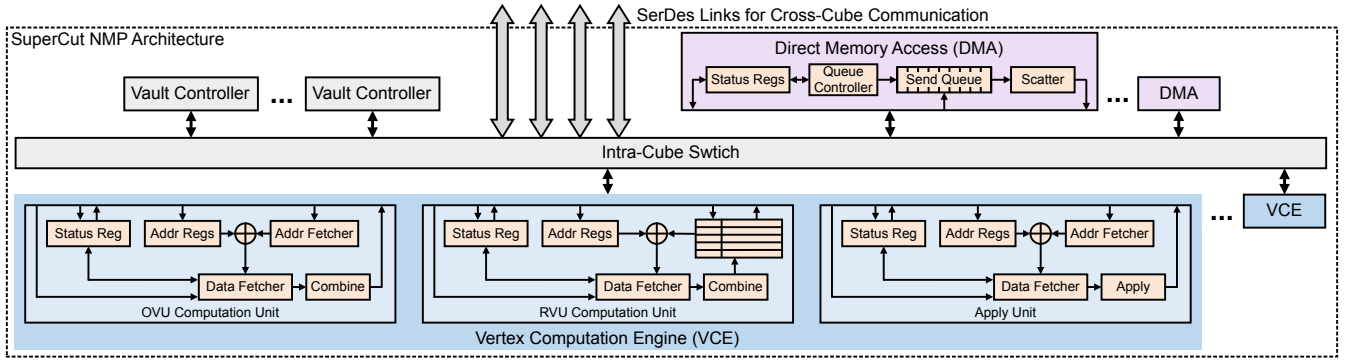 SerDes Links for Cross-Cube Communication
SuperCut NMP Architecture
Direct Memory Access (DMA)
Status Regs
Queue
Controller
Send Queue
Scatter
Vault Controller
...
Vault Controller
...
DMA
Intra-Cube Swtich
Status Reg
Addr Regs
Addr Fetcher
Data Fetcher
Combine
OVU Computation Unit
Status Reg
Addr Regs
Data Fetcher
Combine
RVU Computation Unit
Status Reg
Addr Regs
Addr Fetcher
Data Fetcher
Apply
Apply Unit
...
VCE
Vertex Computation Engine (VCE)